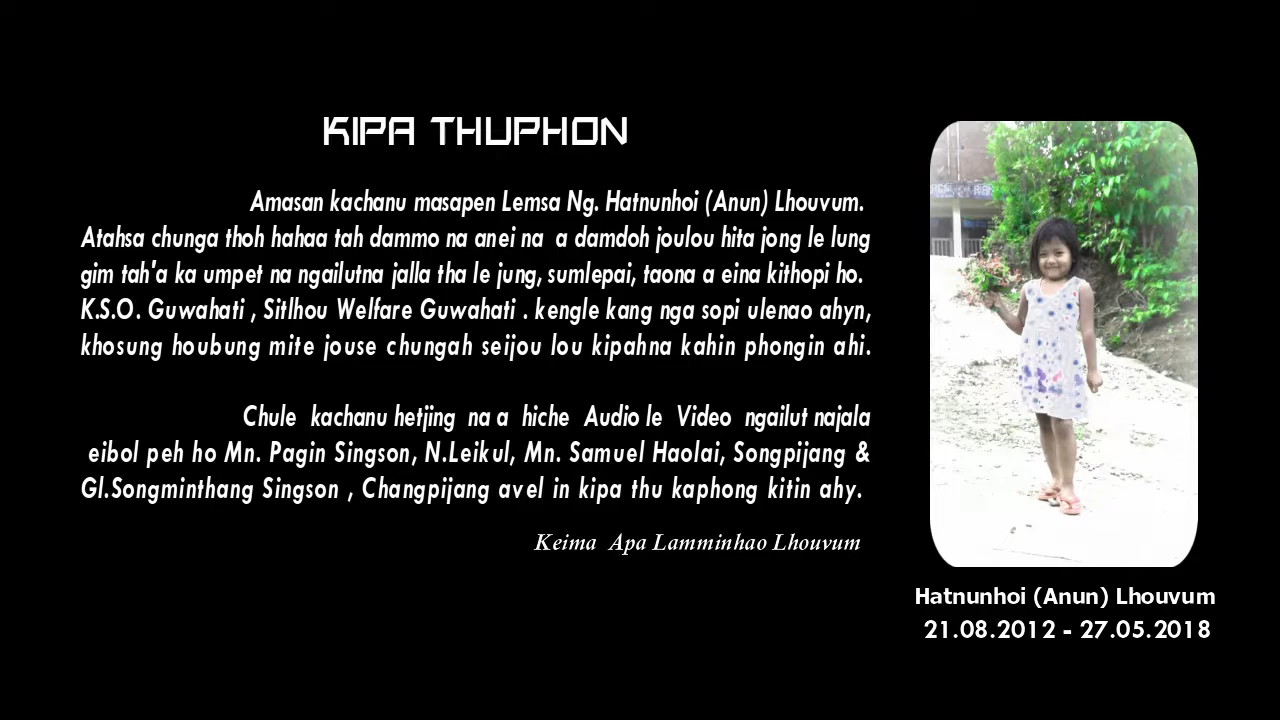 KIPA THUPHON
Amasan kachanu masapen Lemsa Ng. Hatnunhoi (Anun) Lhouvum.
Atahsa chunga thoh hahaa tah dammo na anei na a damdoh joulou hita jong le lung
gim tah'a ka umpet na ngailutna jalla tha le jung, sumlepai, taona a eina kithopi ho.
K.S.O. Guwahati , Sitlhou Welfare Guwahati . kengle kang nga sopi ulenao ahyn,
khosung houbung mite jouse chungah seijou lou kipahna kahin phongin ahi.
Chule kachanu hetjing na a hiche Audio le Video ngailut najala
eibol peh ho Mn. Pagin Singson, N.Leikul, Mn. Samuel Haolai, Songpijang &
Gl.Songminthang Singson , Changpijang avel in kipa thu kaphong kitin ahy.
Keima Apa Lamminhao Lhouvum
Hatnunhoi (Anun) Lhouvum
21.08.2012 - 27.05.2018